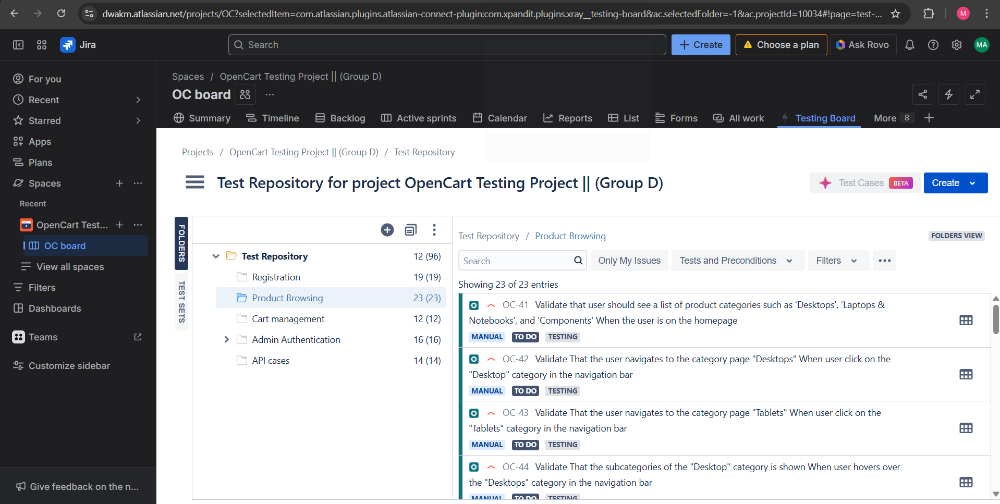 dwakm.atlassian.net/projects/OC?selectedItem=com.atlassian.plugins.atlassian-connect-plugin:com.xpandit.plugins.xray__testing-board&ac.selectedFolder=-1&ac.projectId=10034#!page=test-...
M
Jira
Search
Create
Choose a plan
Ask Rovo
MA
For you
Recent
Starred
Apps
Plans
Spaces
Recent
OpenCart Test...
OC board
View all spaces
Filters
Dashboards
Teams
Customize sidebar
Give feedback on the n...
Spaces / OpenCart Testing Project || (Group D)
OC board
Summary Timeline Backlog Active sprints Calendar Reports List Forms All work Testing Board More 8
Projects / OpenCart Testing Project || (Group D) / Test Repository
Test Repository for project OpenCart Testing Project || (Group D)
Test Cases BETA
Create
FOLDERS
TEST SETS
Test Repository 12 (96)
Registration 19 (19)
Product Browsing 23 (23)
Cart management 12 (12)
Admin Authentication 16 (16)
API cases 14 (14)
Test Repository / Product Browsing
FOLDERS VIEW
Search
Only My Issues
Tests and Preconditions
Filters
Showing 23 of 23 entries
OC-41 Validate that user should see a list of product categories such as 'Desktops', 'Laptops &
Notebooks', and 'Components' When the user is on the homepage
MANUAL TO DO TESTING
OC-42 Validate That the user navigates to the category page "Desktops" When user click on the
"Desktop" category in the navigation bar
MANUAL TO DO TESTING
OC-43 Validate That the user navigates to the category page "Tablets" When user click on the
"Tablets" category in the navigation bar
MANUAL TO DO TESTING
OC-44 Validate That the subcategories of the "Desktop" category is shown When user hovers over
the "Desktops" category in the navigation bar
MANUAL TO DO TESTING